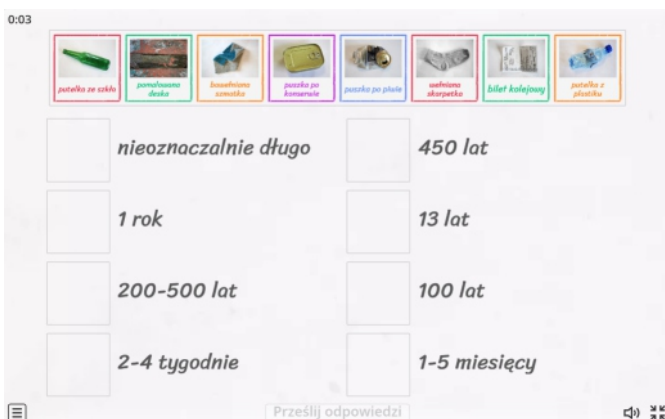 0:03
putelka ze szkła
pomalowana deska
bawełniana szmatka
puszka po konserwie
puszka po piwie
wełniana skarpetka
bilet kolejowy
putelka z plastiku
nieoznaczalnie długo
450 lat
1 rok
13 lat
200-500 lat
100 lat
2-4 tygodnie
1-5 miesięcy
Prześlij odpowiedzi